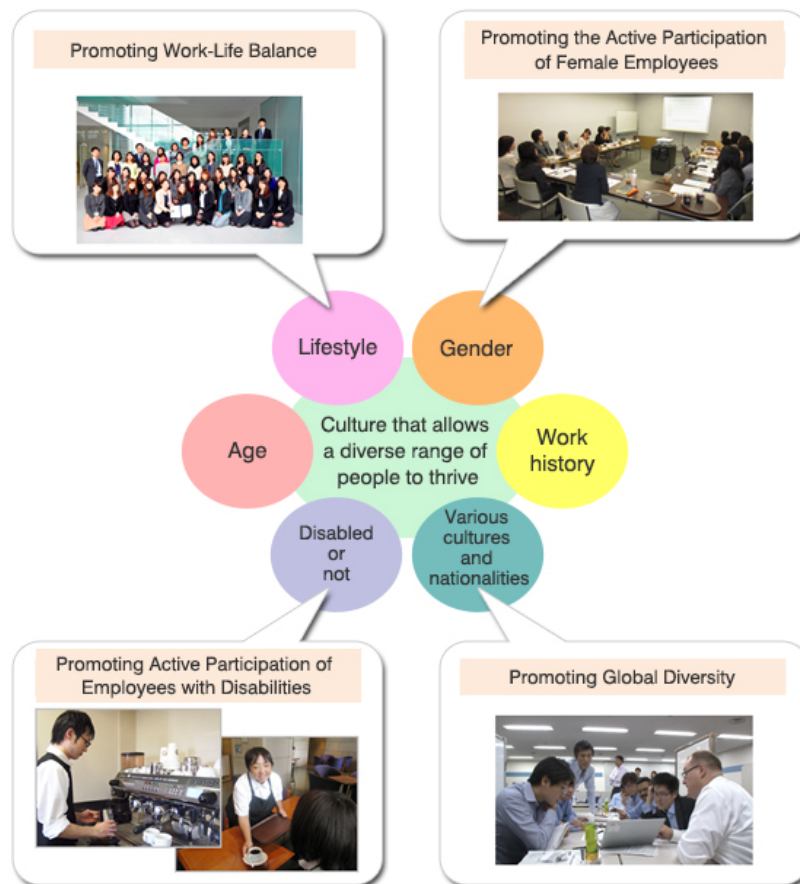 Promoting Work-Life Balance
Promoting the Active Participation
of Female Employees
Lifestyle
Gender
Age
Culture that allows
a diverse range of
people to thrive
Work
history
Disabled
or
not
Various
cultures
and
nationalities
Promoting Active Participation of
Employees with Disabilities
Promoting Global Diversity